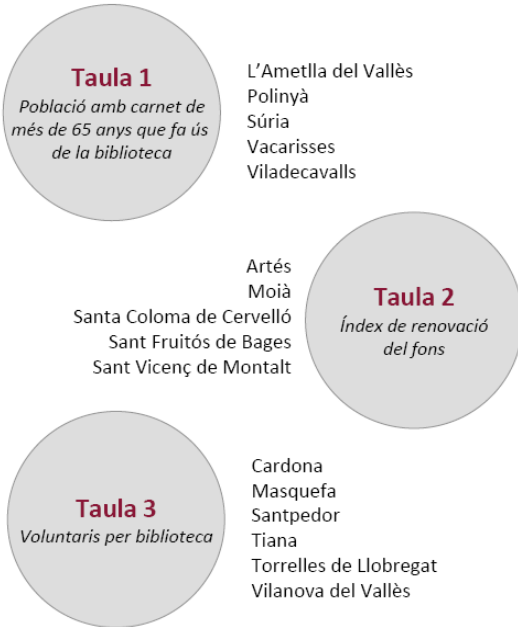 Taula 1
Població amb carnet de
més de 65 anys que fa ús
de la biblioteca
L'Ametlla del Vallès
Polinyà
Súria
Vacarisses
Viladecavalls
Artés
Moià
Santa Coloma de Cervelló
Sant Fruitós de Bages
Sant Vicenç de Montalt
Taula 2
Índex de renovació
del fons
Taula 3
Voluntaris per biblioteca
Cardona
Masquefa
Santpedor
Tiana
Torrelles de Llobregat
Vilanova del Vallès